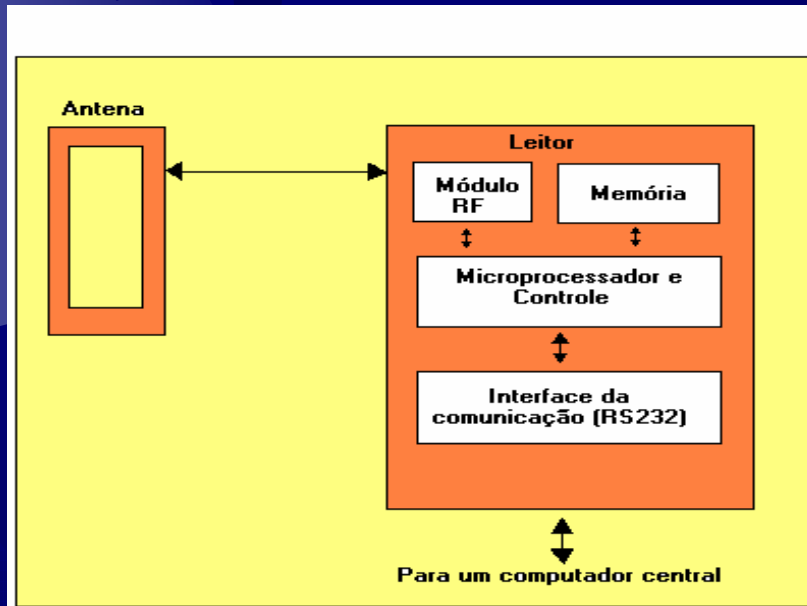 Antena
Leitor
Módulo
RF
Memória
Microprocessador e
Controle
Interface da
comunicação (RS232)
Para um computador central